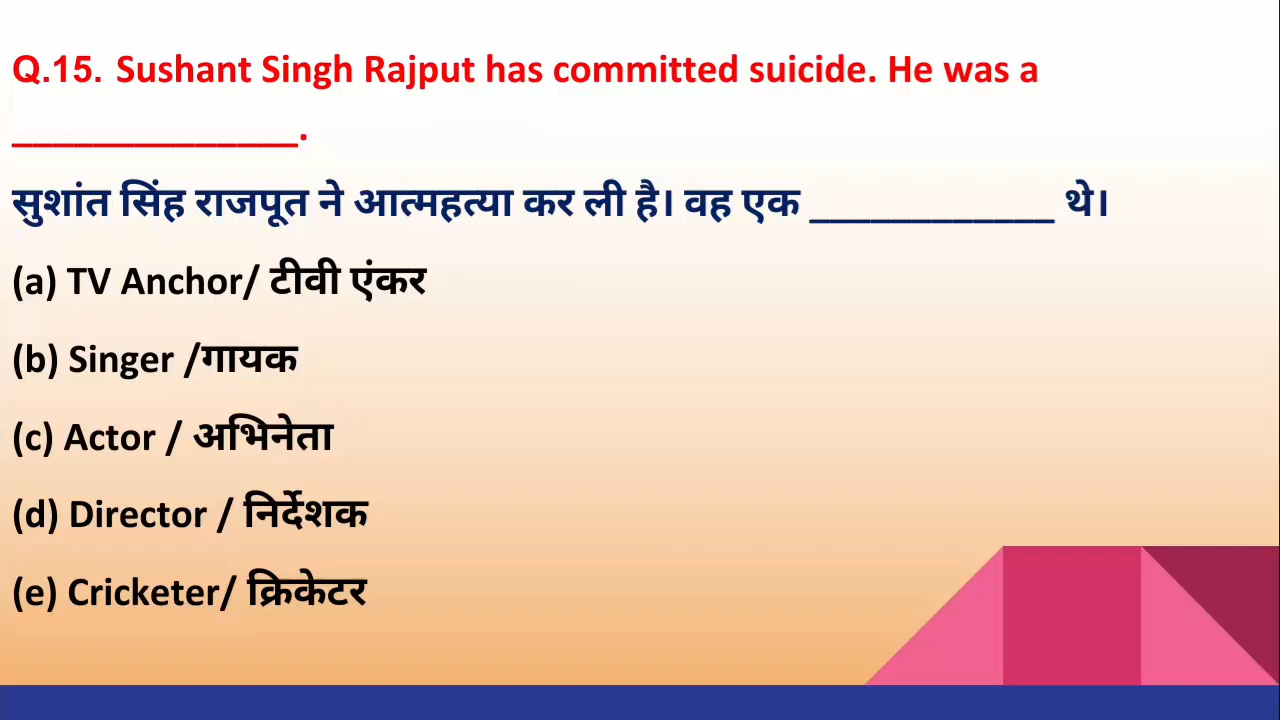 Q.15. Sushant Singh Rajput has committed suicide. He was a
______________.
सुशांत सिंह राजपूत ने आत्महत्या कर ली है। वह एक ____________ थे।
(a) TV Anchor/ टीवी एंकर
(b) Singer /गायक
(c) Actor / अभिनेता
(d) Director / निर्देशक
(e) Cricketer/ क्रिकेटर